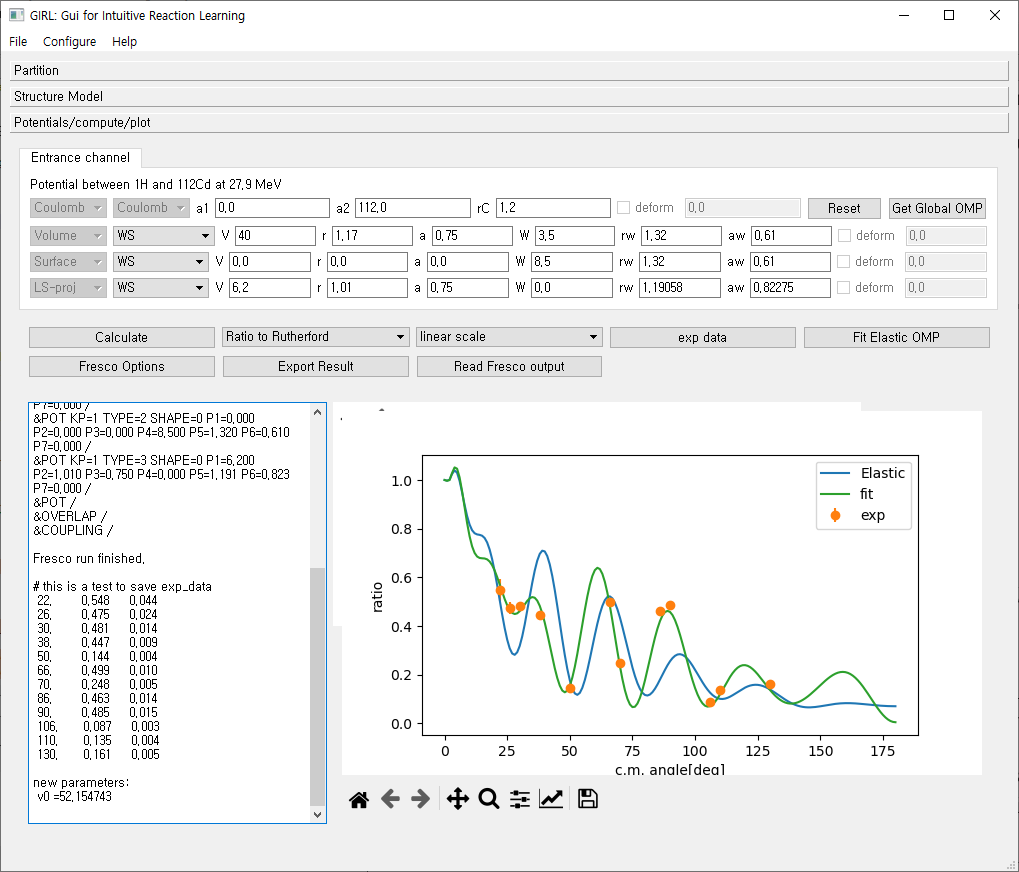 GIRL: Gui for Intuitive Reaction Learning
File Configure Help
Partition
Structure Model
Potentials/compute/plot
Entrance channel
Potential between 1H and 112Cd at 27,9 MeV
Coulomb Coulomb a1 0,0 a2 112,0 rC 1,2 deform 0,0 Reset Get Global OMP
Volume WS V 40 r 1,17 a 0,75 W 3,5 rw 1,32 aw 0,61 deform 0,0
Surface WS V 0,0 r 0,0 a 0,0 W 8,5 rw 1,32 aw 0,61 deform 0,0
LS-proj WS V 6,2 r 1,01 a 0,75 W 0,0 rw 1,19058 aw 0,82275 deform 0,0
Calculate Ratio to Rutherford linear scale exp data Fit Elastic OMP
Fresco Options Export Result Read Fresco output
P7=0,000 /
&POT KP=1 TYPE=2 SHAPE=0 P1=0,000
P2=0,000 P3=0,000 P4=8,500 P5=1,320 P6=0,610
P7=0,000 /
&POT KP=1 TYPE=3 SHAPE=0 P1=6,200
P2=1,010 P3=0,750 P4=0,000 P5=1,191 P6=0,823
P7=0,000 /
&POT /
&OVERLAP /
&COUPLING /
Fresco run finished,
# this is a test to save exp_data
22, 0,548 0,044
26, 0,475 0,024
30, 0,481 0,014
38, 0,447 0,009
50, 0,144 0,004
66, 0,499 0,010
70, 0,248 0,005
86, 0,463 0,014
90, 0,485 0,015
106, 0,087 0,003
110, 0,135 0,004
130, 0,161 0,005
new parameters:
v0 =52,154743
Elastic
fit
exp
ratio
1.0
0.8
0.6
0.4
0.2
0.0
0 25 50 75 100 125 150 175
c.m. angle[deg]